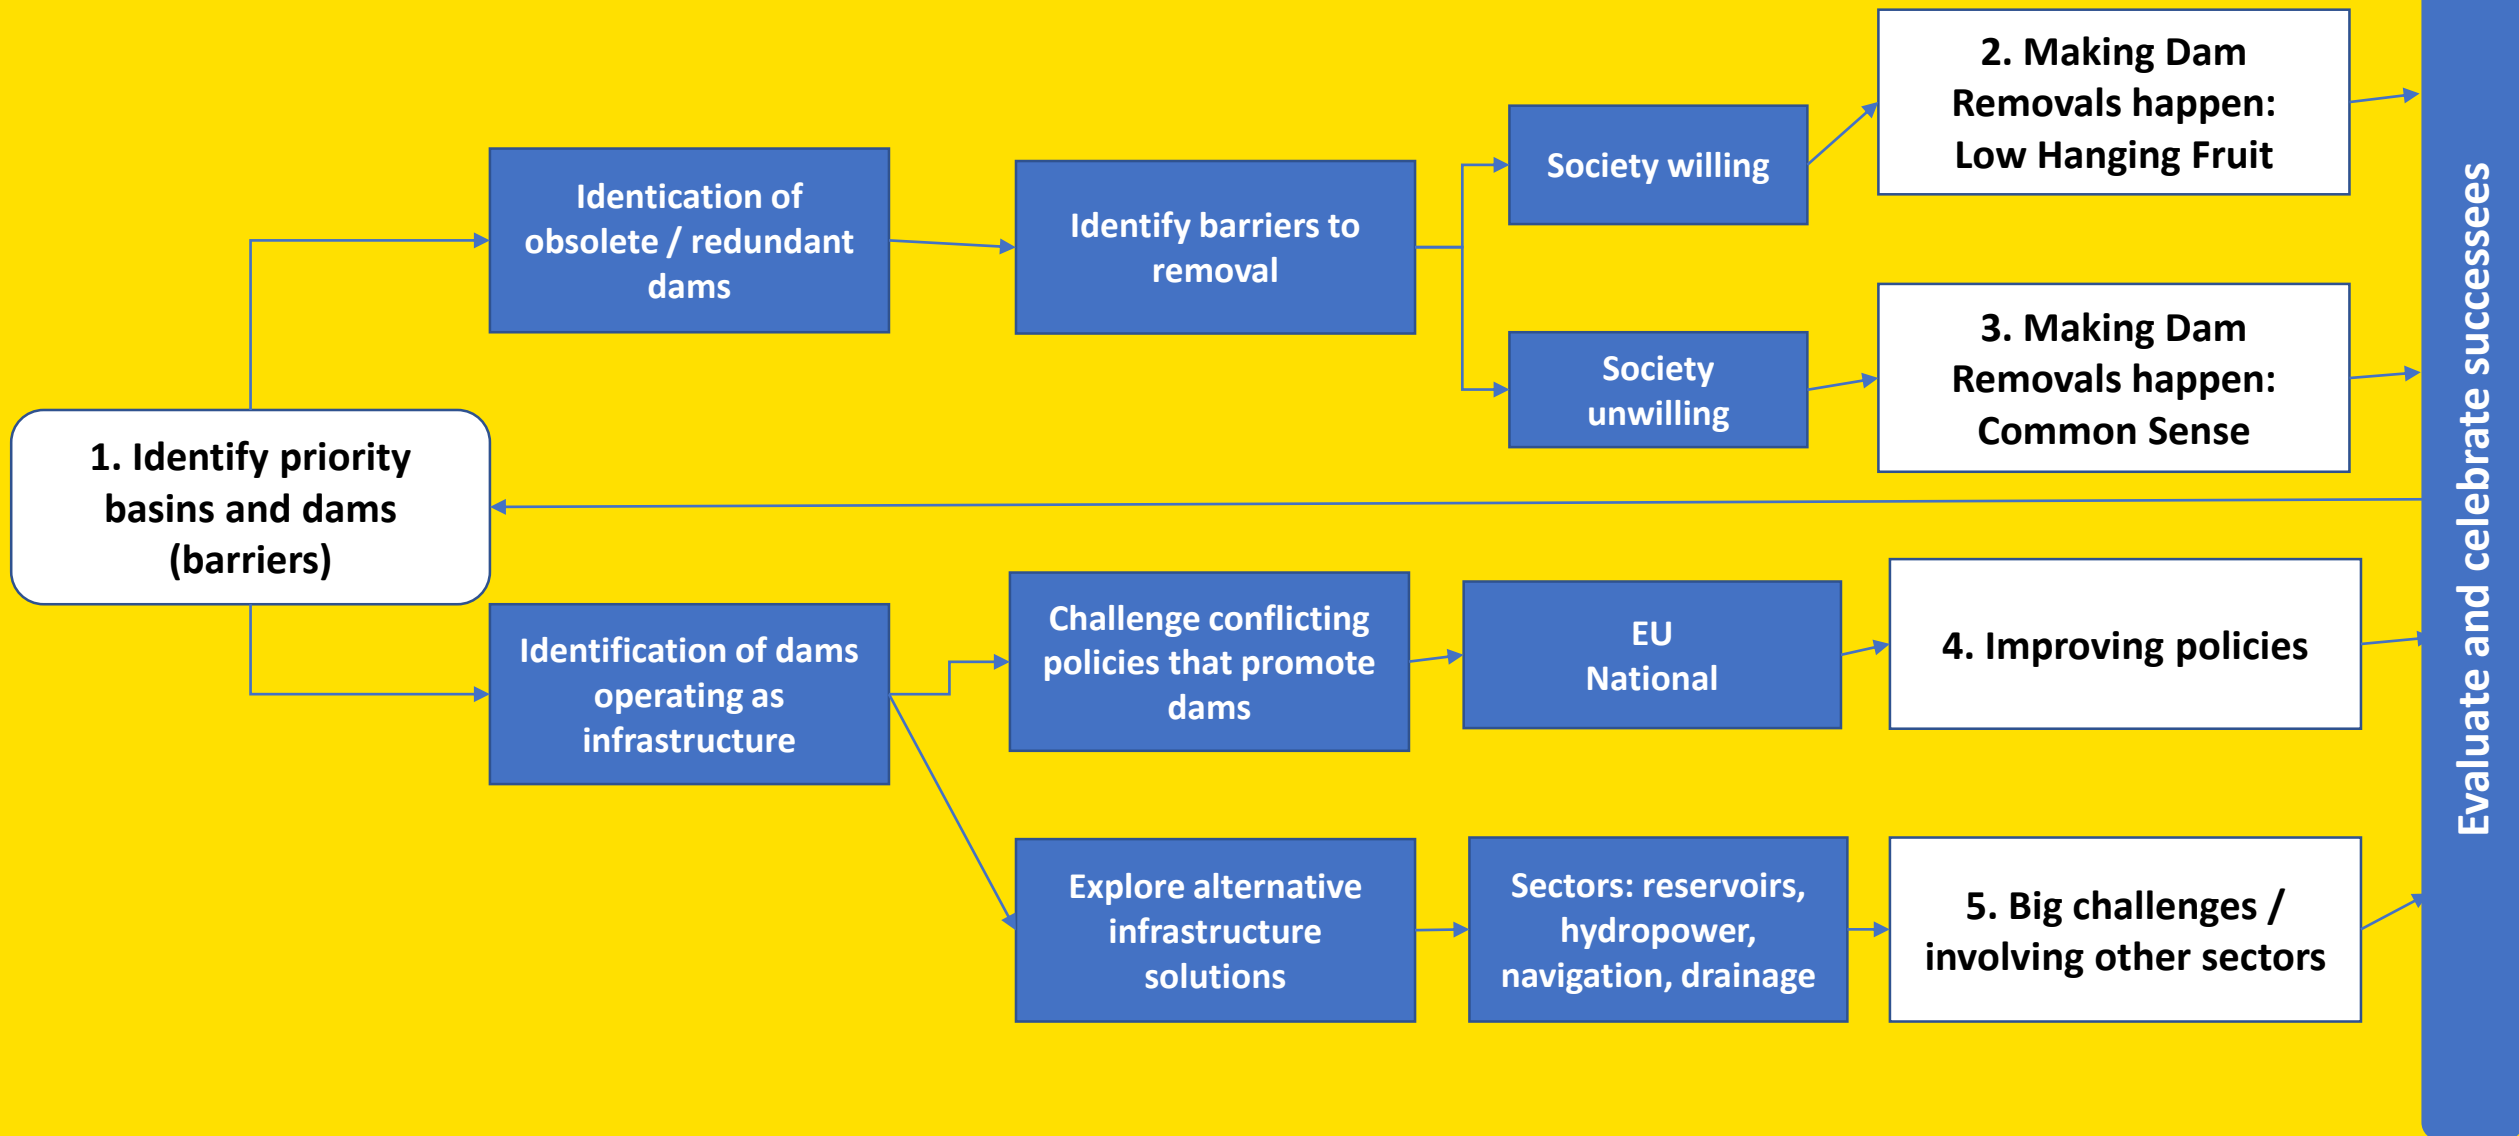 1. Identify priority
basins and dams
(barriers)
Identication of
obsolete / redundant
dams
Identify barriers to
removal
Society willing
2. Making Dam
Removals happen:
Low Hanging Fruit
Society
unwilling
3. Making Dam
Removals happen:
Common Sense
Identification of dams
operating as
infrastructure
Challenge conflicting
policies that promote
dams
EU
National
4. Improving policies
Explore alternative
infrastructure
solutions
Sectors: reservoirs,
hydropower,
navigation, drainage
5. Big challenges /
involving other sectors
Evaluate and celebrate successees